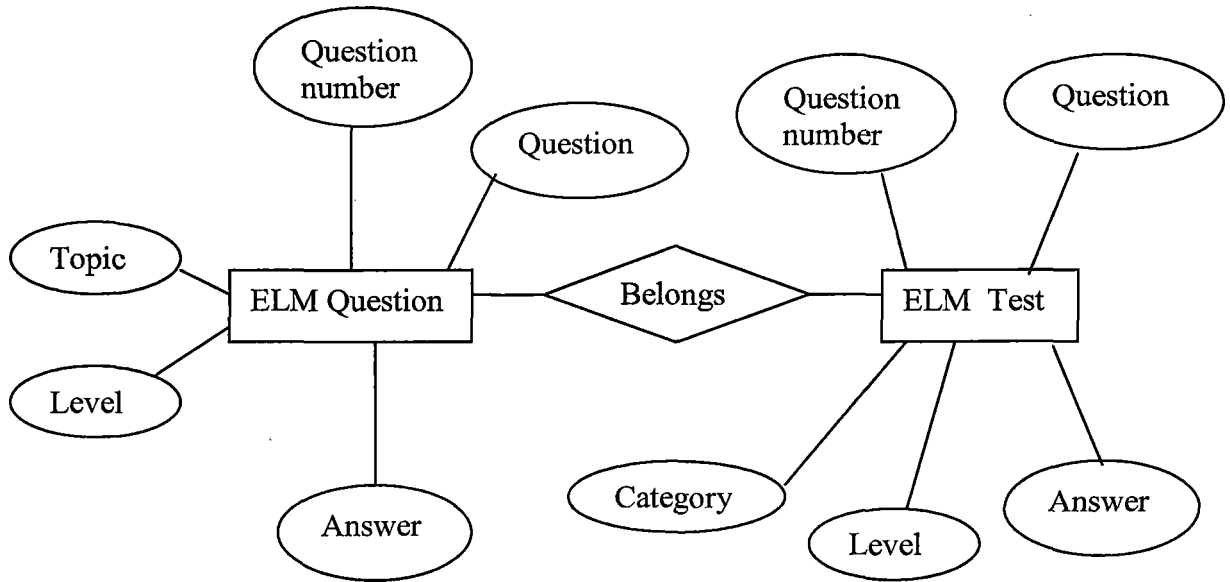 Question
number
Question
Question
number
Question
Topic
ELM Question
Belongs
ELM Test
Level
Category
Answer
Level
Answer